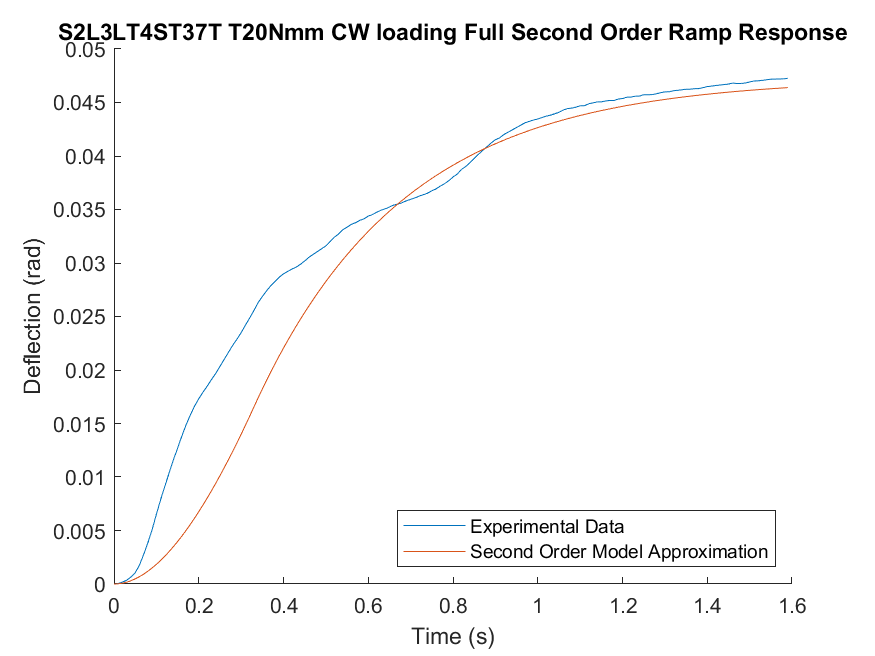 S2L3LT4ST37T T20Nmm CW loading Full Second Order Ramp Response
0.05
0.045
0.04
0.035
0.03
0.025
0.02
0.015
0.01
0.005
0
Deflection (rad)
Experimental Data
Second Order Model Approximation
0 0.2 0.4 0.6 0.8 1 1.2 1.4 1.6
Time (s)